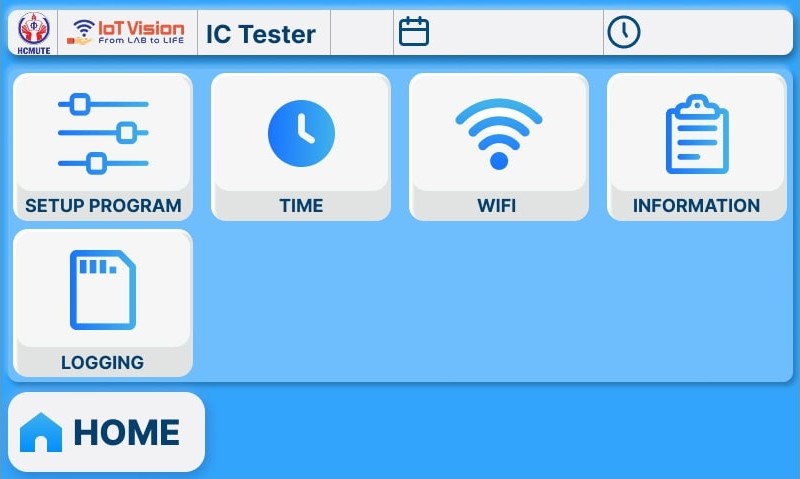 HCMUTE
IoT Vision
From LAB to LIFE
IC Tester
SETUP PROGRAM
TIME
WIFI
INFORMATION
LOGGING
HOME